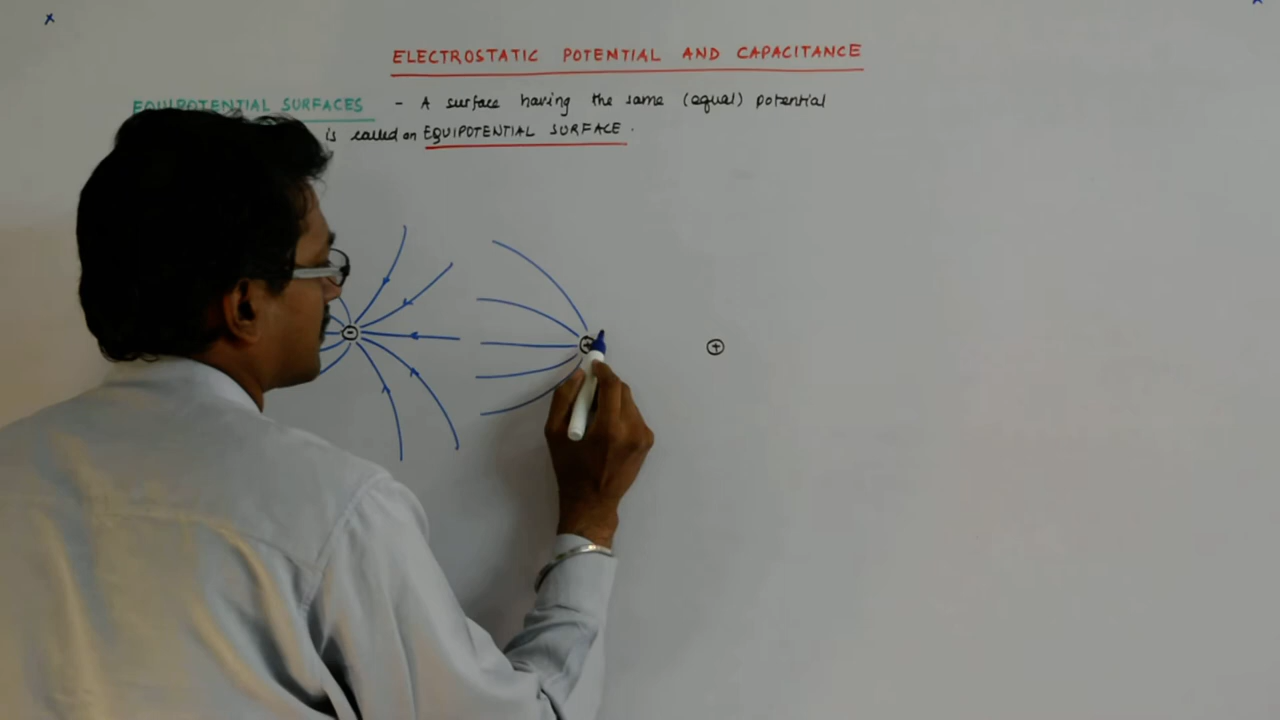 ELECTROSTATIC POTENTIAL AND CAPACITANCE
EQUIPOTENTIAL SURFACES - A surface having the same (equal) potential
is called an EQUIPOTENTIAL SURFACE.
-
+
+